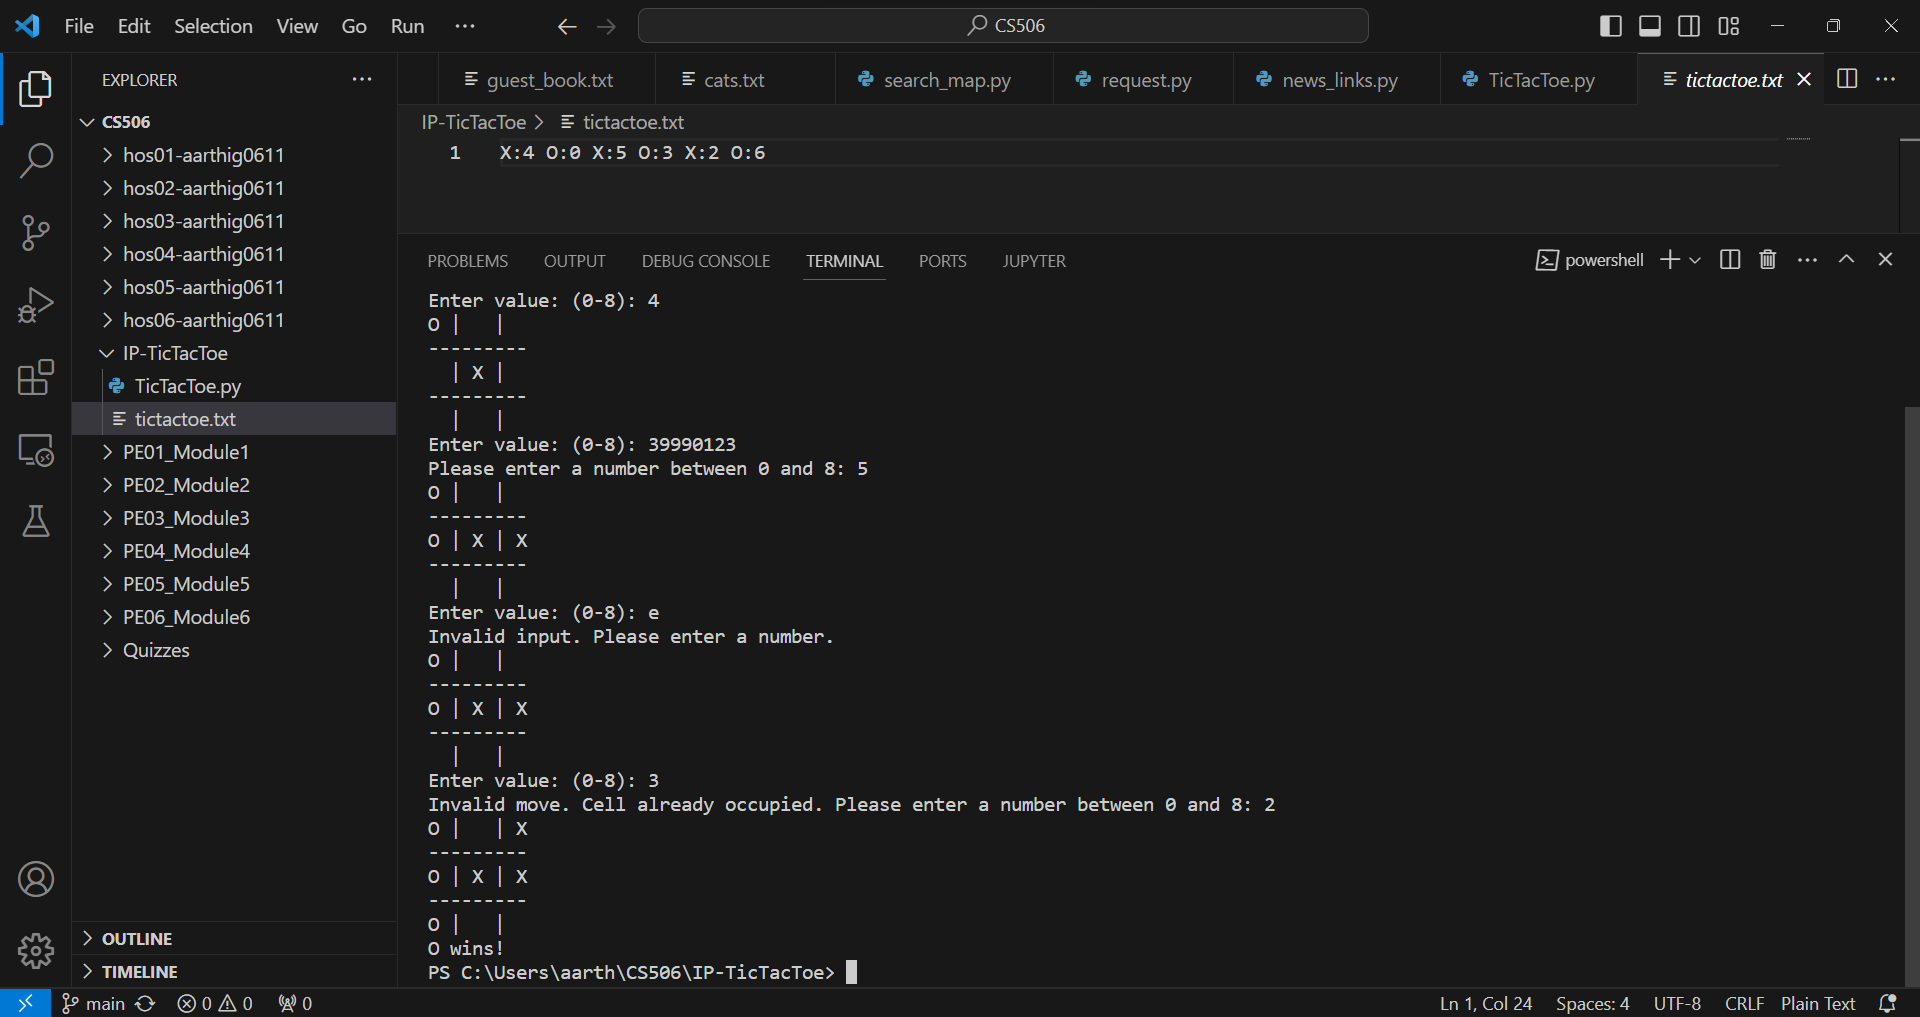 File Edit Selection View Go Run ··· CS506
EXPLORER ···
CS506
hos01-aarthig0611
hos02-aarthig0611
hos03-aarthig0611
hos04-aarthig0611
hos05-aarthig0611
hos06-aarthig0611
IP-TicTacToe
TicTacToe.py
tictactoe.txt
PE01_Module1
PE02_Module2
PE03_Module3
PE04_Module4
PE05_Module5
PE06_Module6
Quizzes
OUTLINE
TIMELINE
guest_book.txt cats.txt search_map.py request.py news_links.py TicTacToe.py tictactoe.txt
IP-TicTacToe > tictactoe.txt
1 X:4 O:0 X:5 O:3 X:2 O:6
PROBLEMS OUTPUT DEBUG CONSOLE TERMINAL PORTS JUPYTER powershell
Enter value: (0-8): 4
O |   |
---------
  | X |
---------
  |   |
Enter value: (0-8): 39990123
Please enter a number between 0 and 8: 5
O |   |
---------
O | X | X
---------
  |   |
Enter value: (0-8): e
Invalid input. Please enter a number.
O |   |
---------
O | X | X
---------
  |   |
Enter value: (0-8): 3
Invalid move. Cell already occupied. Please enter a number between 0 and 8: 2
O |   | X
---------
O | X | X
---------
O |   |
O wins!
PS C:\Users\aarth\CS506\IP-TicTacToe>
main 0 0 0 Ln 1, Col 24 Spaces: 4 UTF-8 CRLF Plain Text